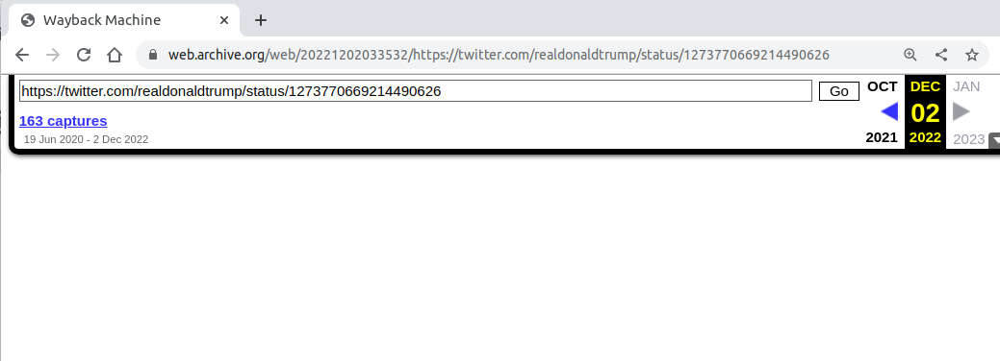 Wayback Machine
web.archive.org/web/20221202033532/https://twitter.com/realdonaldtrump/status/1273770669214490626
https://twitter.com/realdonaldtrump/status/1273770669214490626 Go OCT DEC JAN
163 captures 02
19 Jun 2020 - 2 Dec 2022 2021 2022 2023